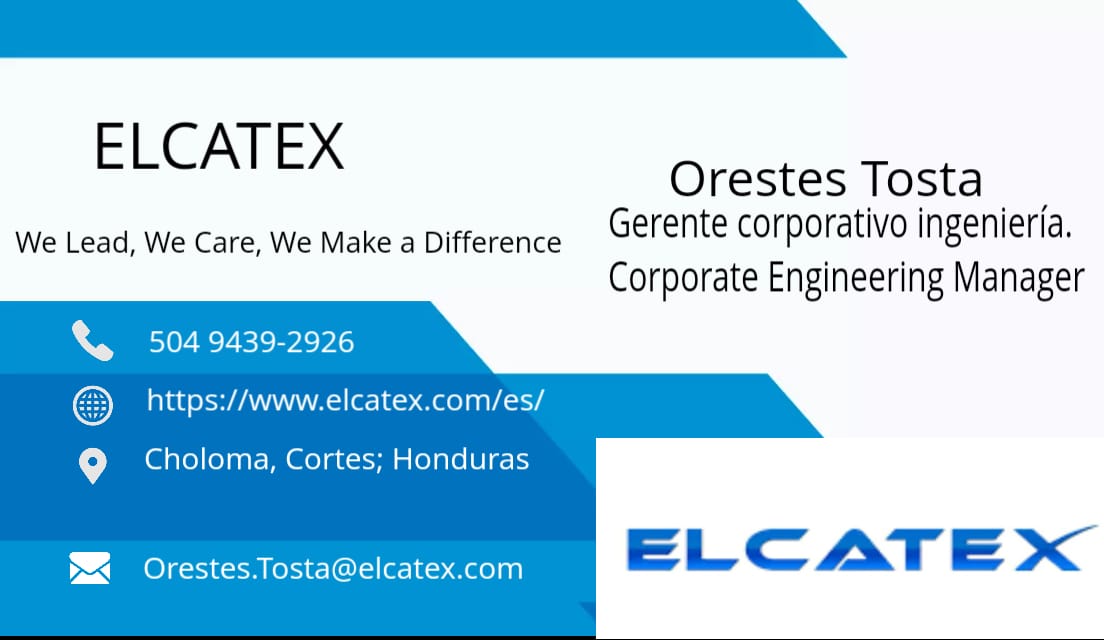 ELCATEX
We Lead, We Care, We Make a Difference
Orestes Tosta
Gerente corporativo ingeniería.
Corporate Engineering Manager
504 9439-2926
https://www.elcatex.com/es/
Choloma, Cortes; Honduras
Orestes.Tosta@elcatex.com
ELCATEX